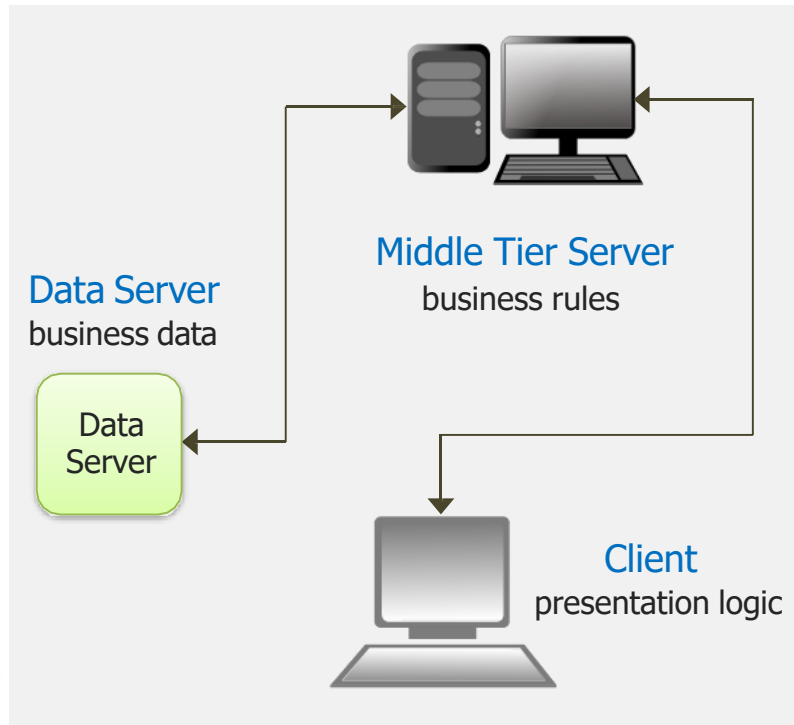 Middle Tier Server
business rules
Data Server
business data
Data
Server
Client
presentation logic